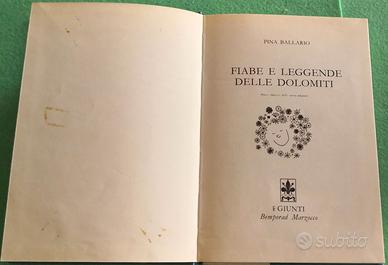 PINA BALLARIO
FIABE E LEGGENDE
DELLE DOLOMITI
GIUNTI
Bemporad Marzocco
subito